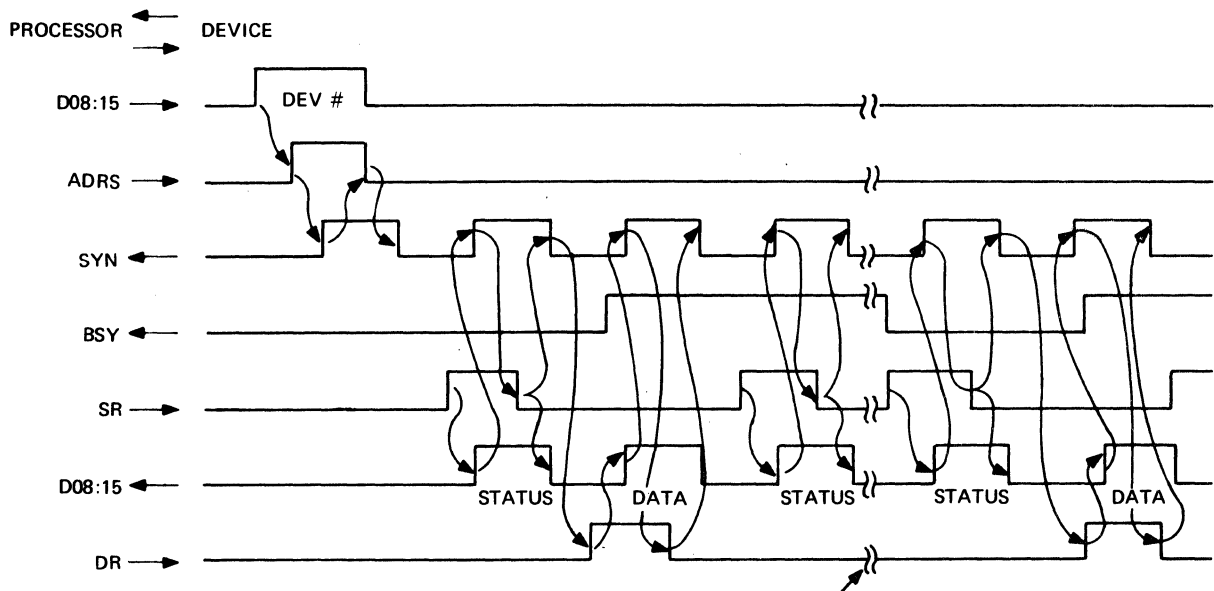 PROCESSOR DEVICE
D08:15
DEV #
ADRS
SYN
BSY
SR
D08:15
STATUS DATA STATUS STATUS DATA
DR